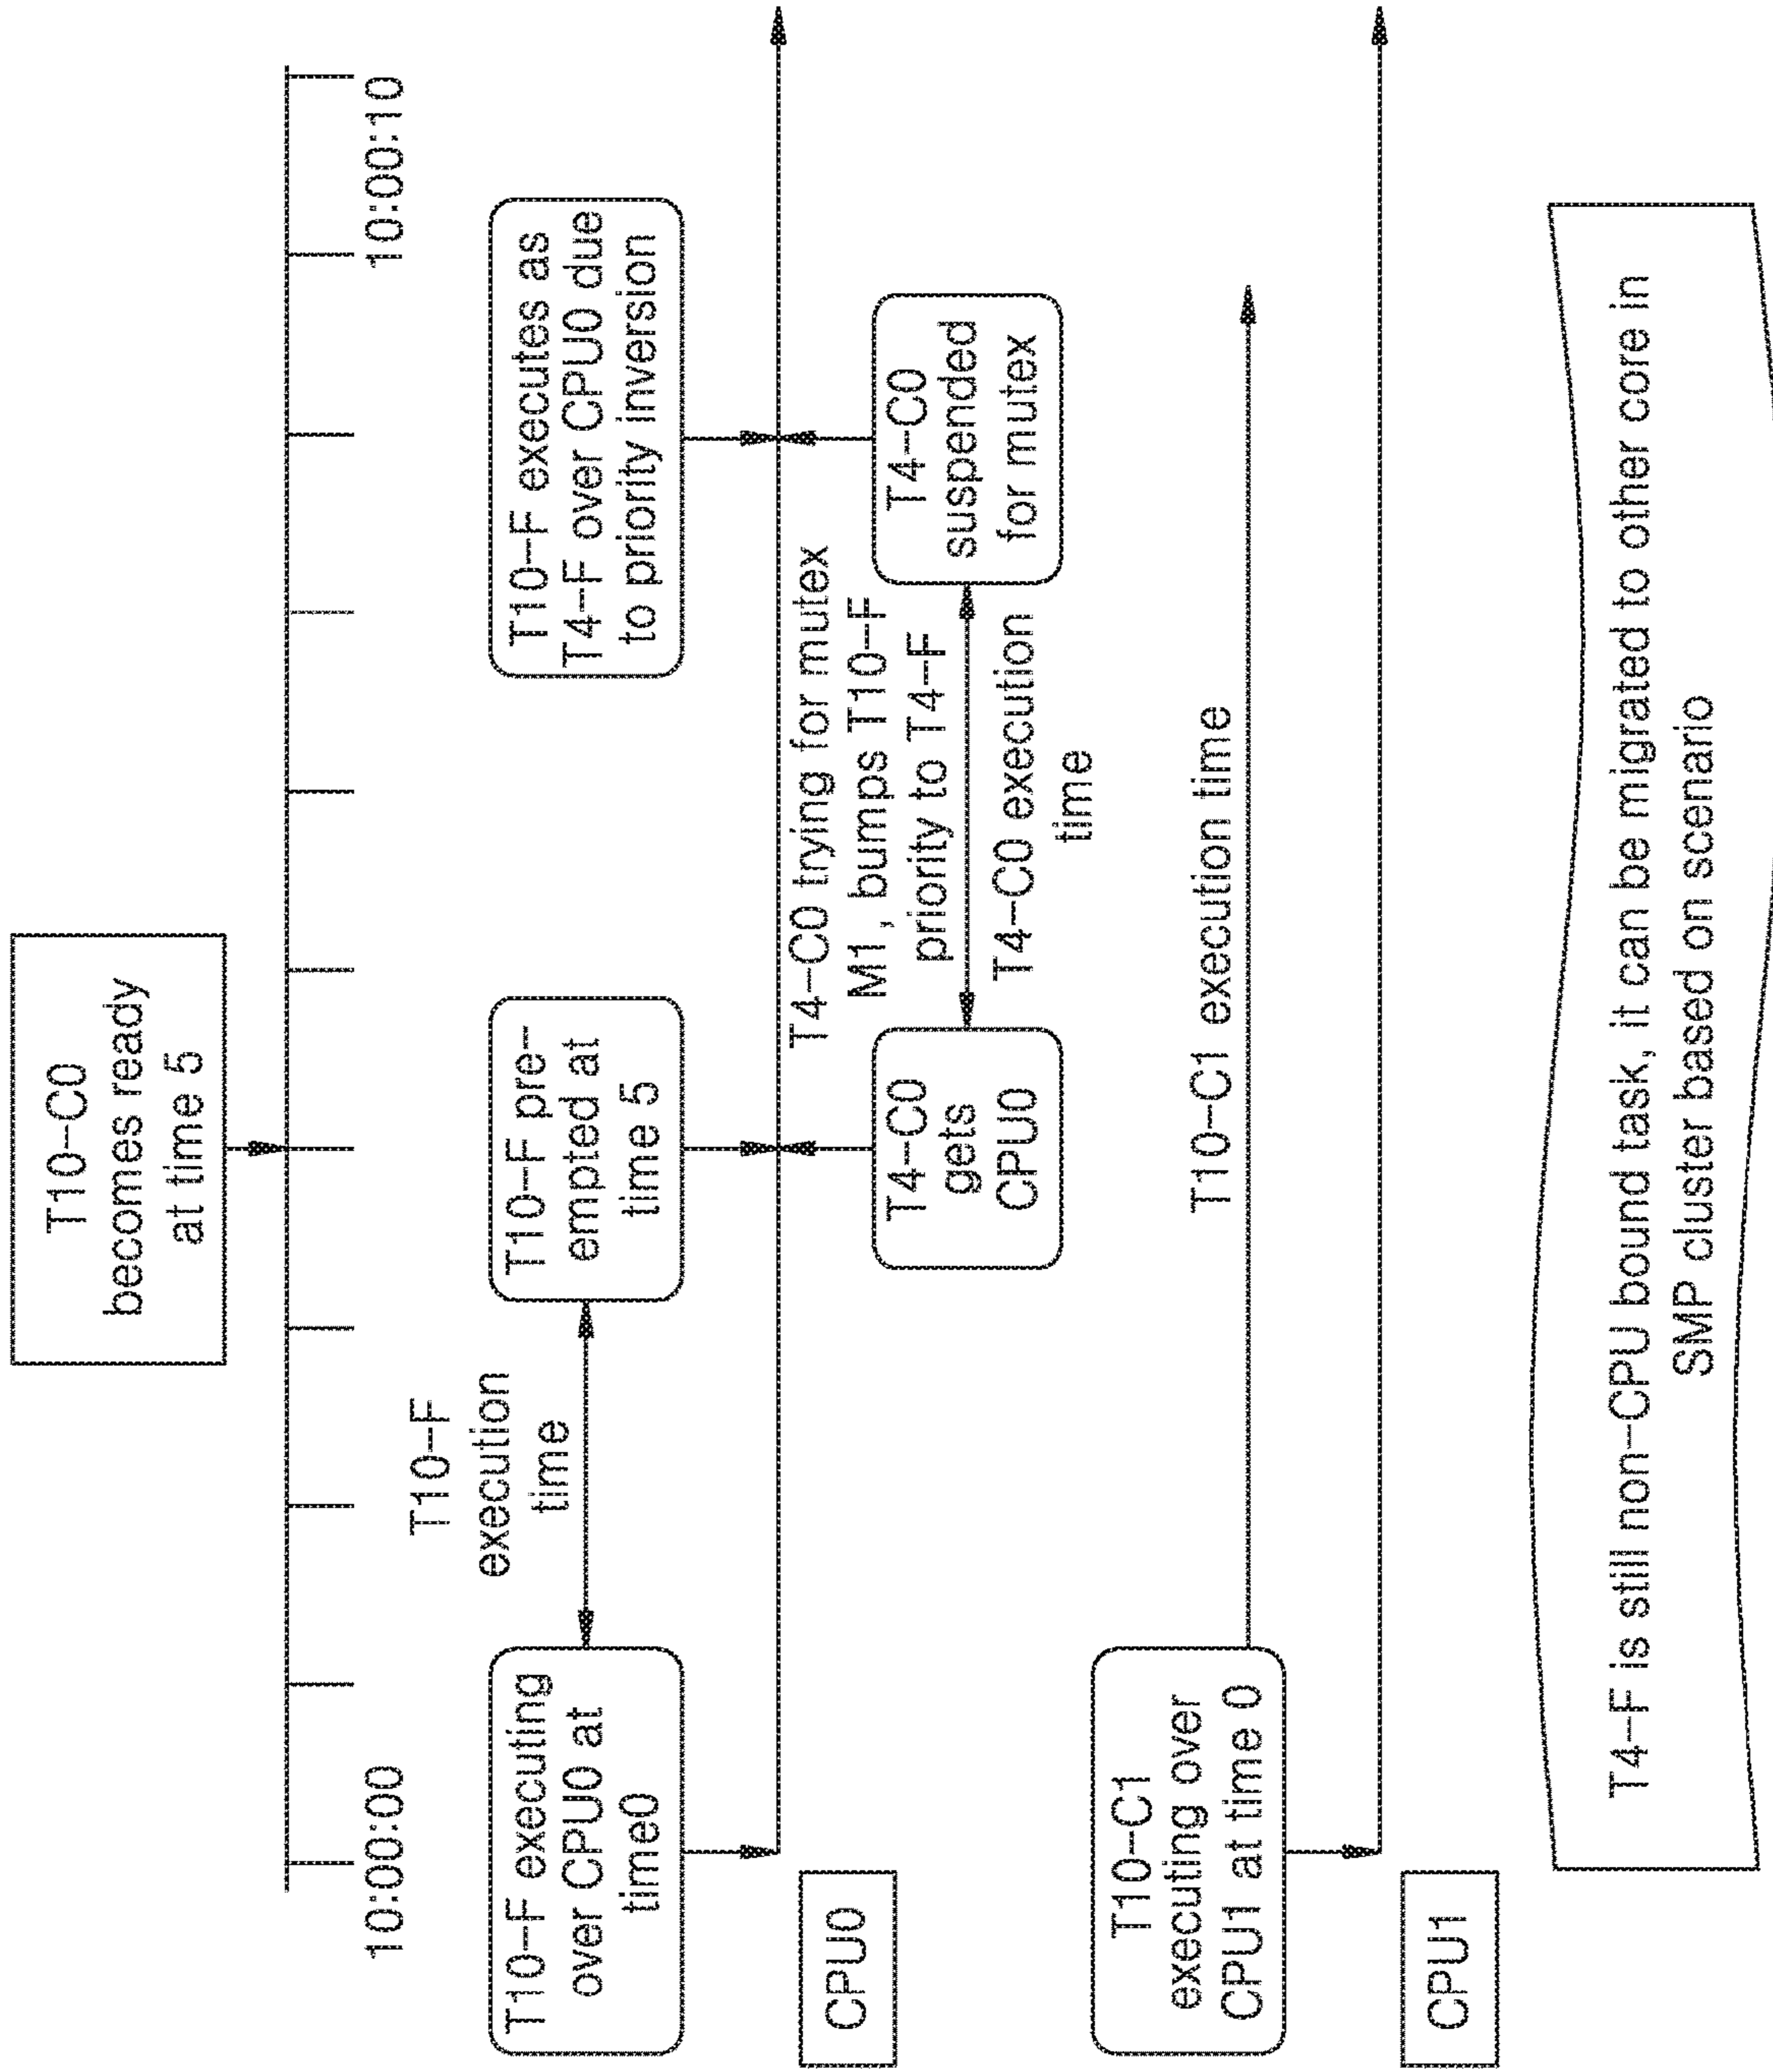 T10-C0
becomes ready
at time 5
10:00:00
10:00:10
T10-F
execution
time
T10-F executing
over CPU0 at
time0
T10-F pre-
empted at
time 5
T10-F executes as
T4-F over CPU0 due
to priority inversion
CPU0
T4-C0 trying for mutex
M1, bumps T10-F
priority to T4-F
T4-C0
gets
CPU0
T4-C0 execution
time
T4-C0
suspended
for mutex
T10-C1
executing over
CPU1 at time 0
T10-C1 execution time
CPU1
T4-F is still non-CPU bound task, it can be migrated to other core in
SMP cluster based on scenario